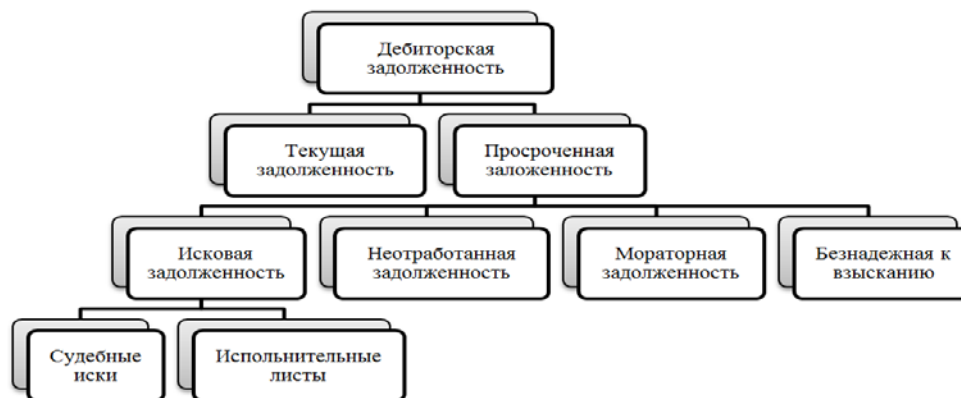 Дебиторская
задолженность
Текущая
задолженность
Просроченная
заложенность
Исковая
задолженность
Неотработанная
задолженность
Мораторная
задолженность
Безнадежная к
взысканию
Судебные
иски
Испольнительные
листы